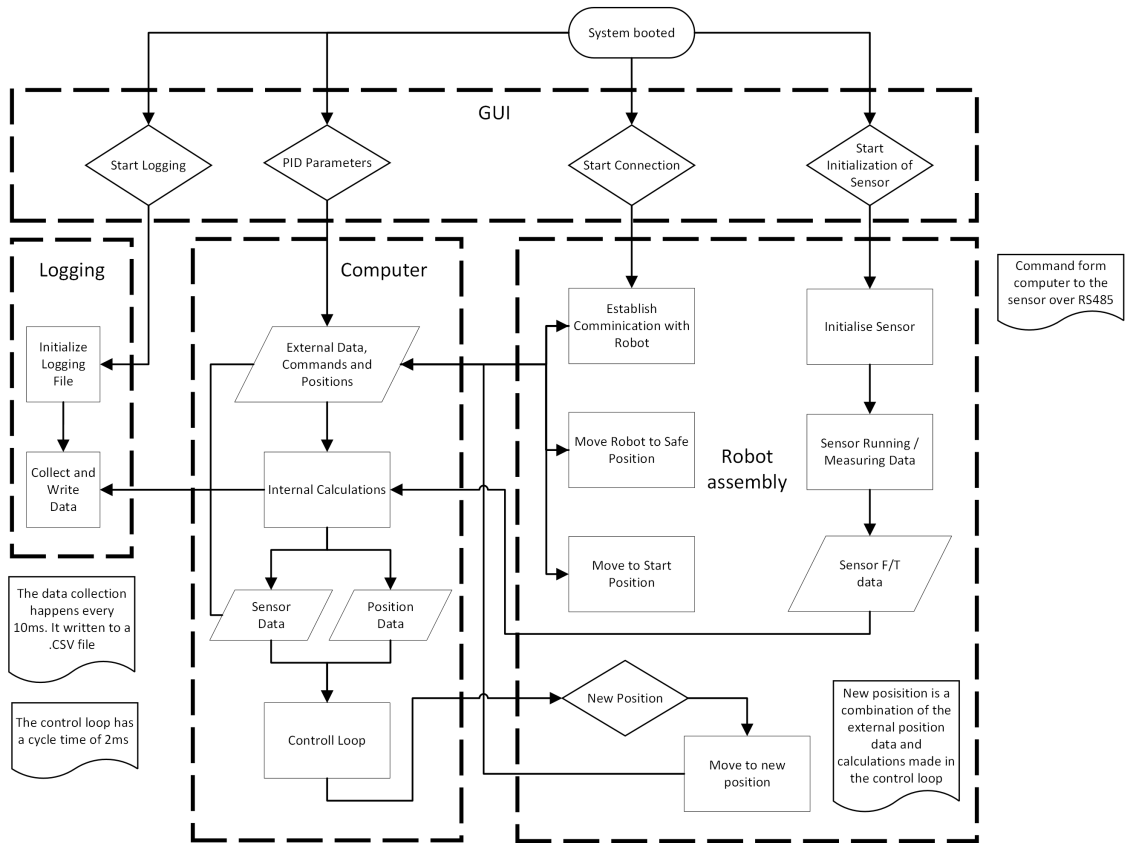 System booted
GUI
Start Logging
PID Parameters
Start Connection
Start
Initialization of
Sensor
Logging
Computer
Command form
computer to the
sensor over RS485
Establish
Comminication with
Robot
Initialise Sensor
Initialize
Logging
File
External Data,
Commands and
Positions
Move Robot to Safe
Position
Sensor Running /
Measuring Data
Robot
assembly
Collect and
Write
Data
Internal Calculations
Move to Start
Position
Sensor F/T
data
The data collection
happens every
10ms. It written to a
.CSV file
Sensor
Data
Position
Data
New Position
New posisition is a
combination of the
external position
data and
calculations made in
the control loop
The control loop has
a cycle time of 2ms
Controll Loop
Move to new
position